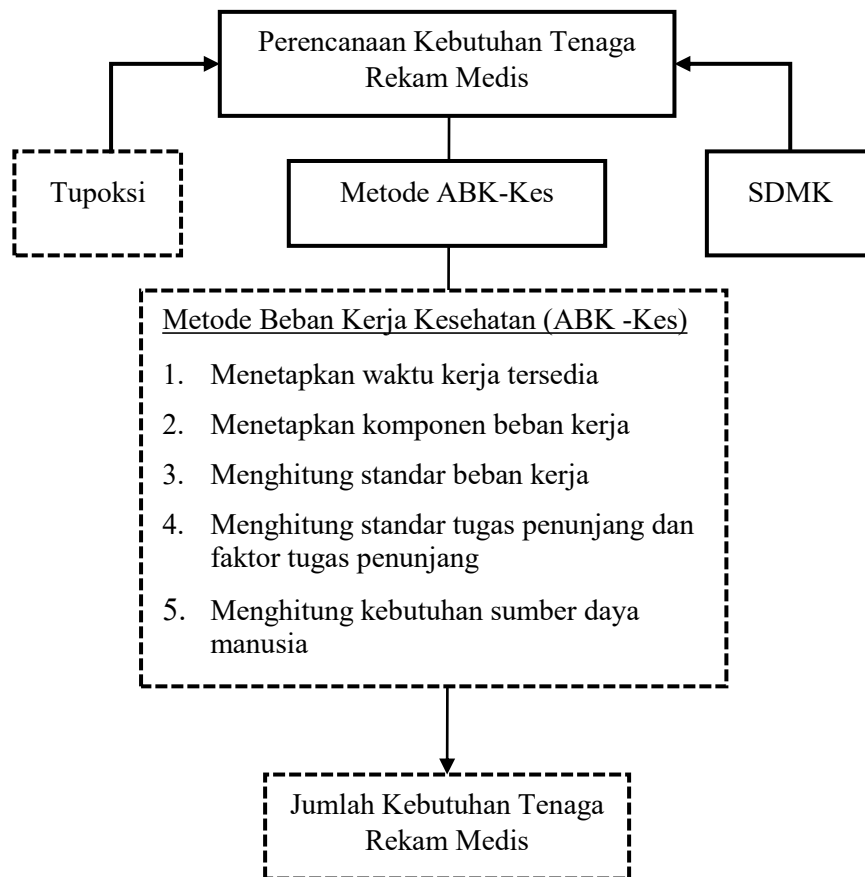 Perencanaan Kebutuhan Tenaga
Rekam Medis
Tupoksi
Metode ABK-Kes
SDMK
Metode Beban Kerja Kesehatan (ABK -Kes)
1. Menetapkan waktu kerja tersedia
2. Menetapkan komponen beban kerja
3. Menghitung standar beban kerja
4. Menghitung standar tugas penunjang dan
faktor tugas penunjang
5. Menghitung kebutuhan sumber daya
manusia
Jumlah Kebutuhan Tenaga
Rekam Medis